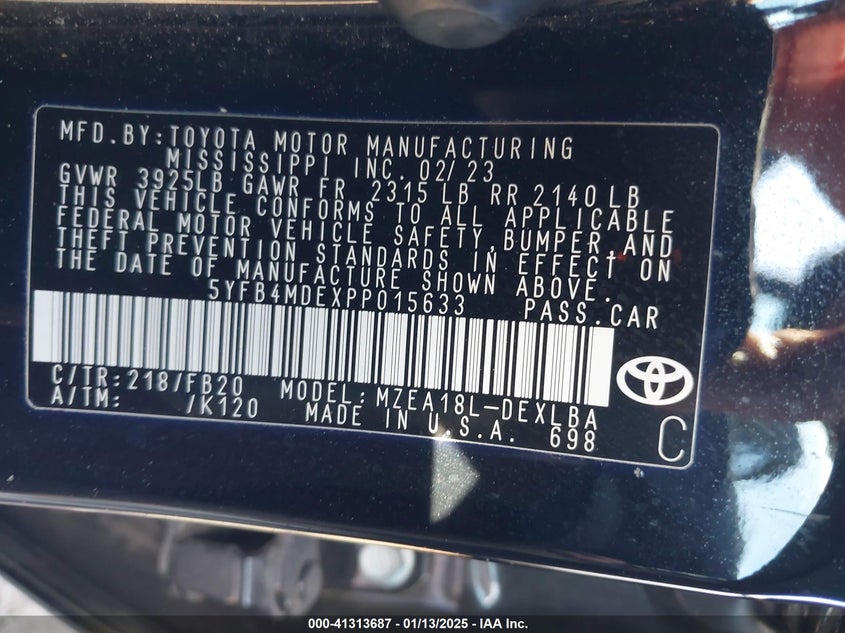 MFD.BY:TOYOTA MOTOR MANUFACTURING
MISSISSIPPI INC. 02/23
GVWR 3925LB GAWR FR 2315 LB RR 2140LB
THIS VEHICLE CONFORMS TO ALL APPLICABLE
FEDERAL MOTOR VEHICLE SAFETY,BUMPER,AND
THEFT PREVENTION STANDARDS IN EFFECT ON
THE DATE OF MANUFACTURE SHOWN ABOVE.
5YFB4MDEXPP015633 PASS.CAR
C/TR:218/FB20 MODEL:MZEA18L-DEXLBA
A/TM: /K120 MADE IN U.S.A. 698
C
000-41313687 - 01/13/2025 - IAA Inc.